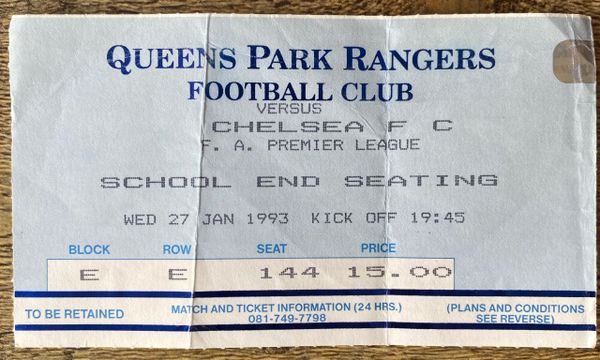 QUEENS PARK RANGERS
FOOTBALL CLUB
VERSUS
CHELSEA F C
F. A. PREMIER LEAGUE
SCHOOL END SEATING
WED 27 JAN 1993 KICK OFF 19:45
BLOCK ROW SEAT PRICE
E E 144 15.00
TO BE RETAINED
MATCH AND TICKET INFORMATION (24 HRS.)
081-749-7798
(PLANS AND CONDITIONS
SEE REVERSE)